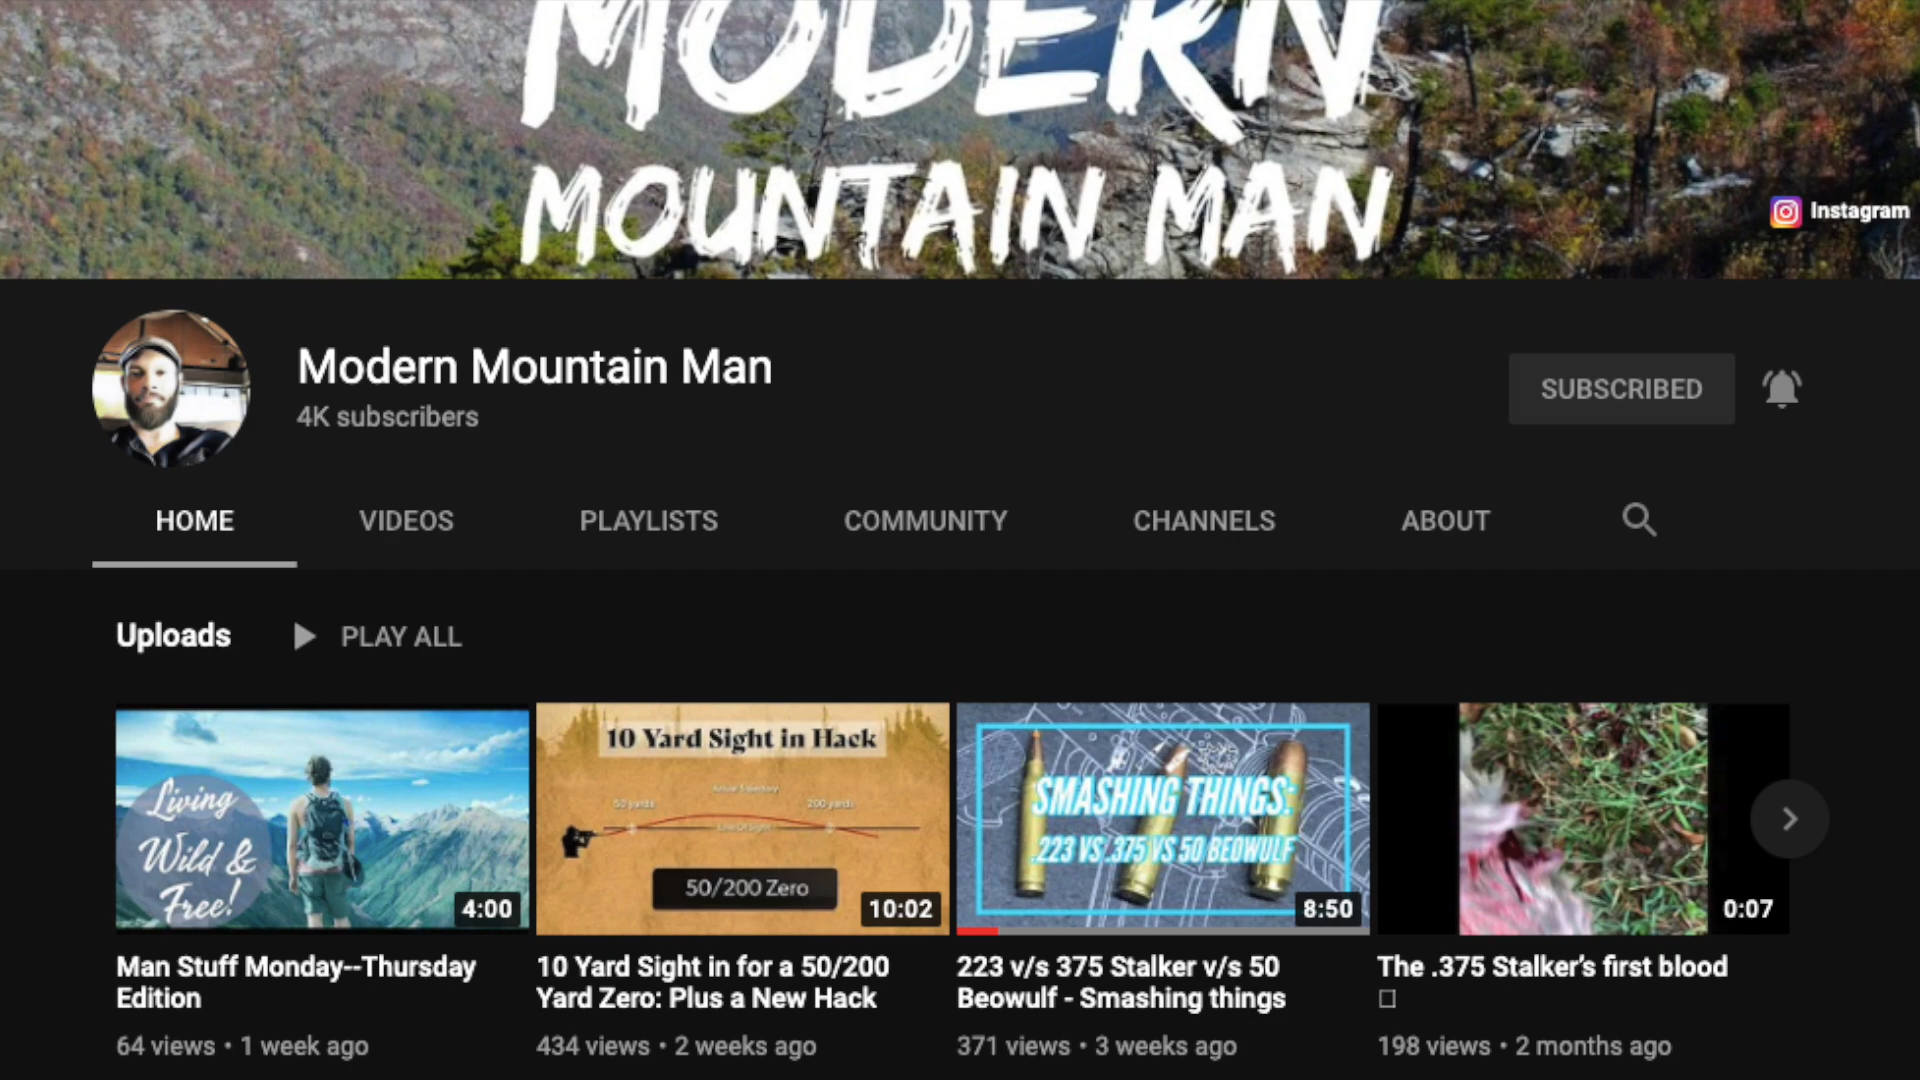 MODERN
MOUNTAIN MAN
Instagram
Modern Mountain Man
4K subscribers
SUBSCRIBED
HOME
VIDEOS
PLAYLISTS
COMMUNITY
CHANNELS
ABOUT
Uploads
PLAY ALL
Living
Wild &
Free!
4:00
10 Yard Sight in Hack
Actual Trajectory
50 yards
200 yards
Line Of Sight
50/200 Zero
10:02
SMASHING THINGS:
.223 VS .375 VS 50 BEOWULF
8:50
0:07
Man Stuff Monday--Thursday
Edition
64 views • 1 week ago
10 Yard Sight in for a 50/200
Yard Zero: Plus a New Hack
434 views • 2 weeks ago
223 v/s 375 Stalker v/s 50
Beowulf - Smashing things
371 views • 3 weeks ago
The .375 Stalker’s first blood
198 views • 2 months ago